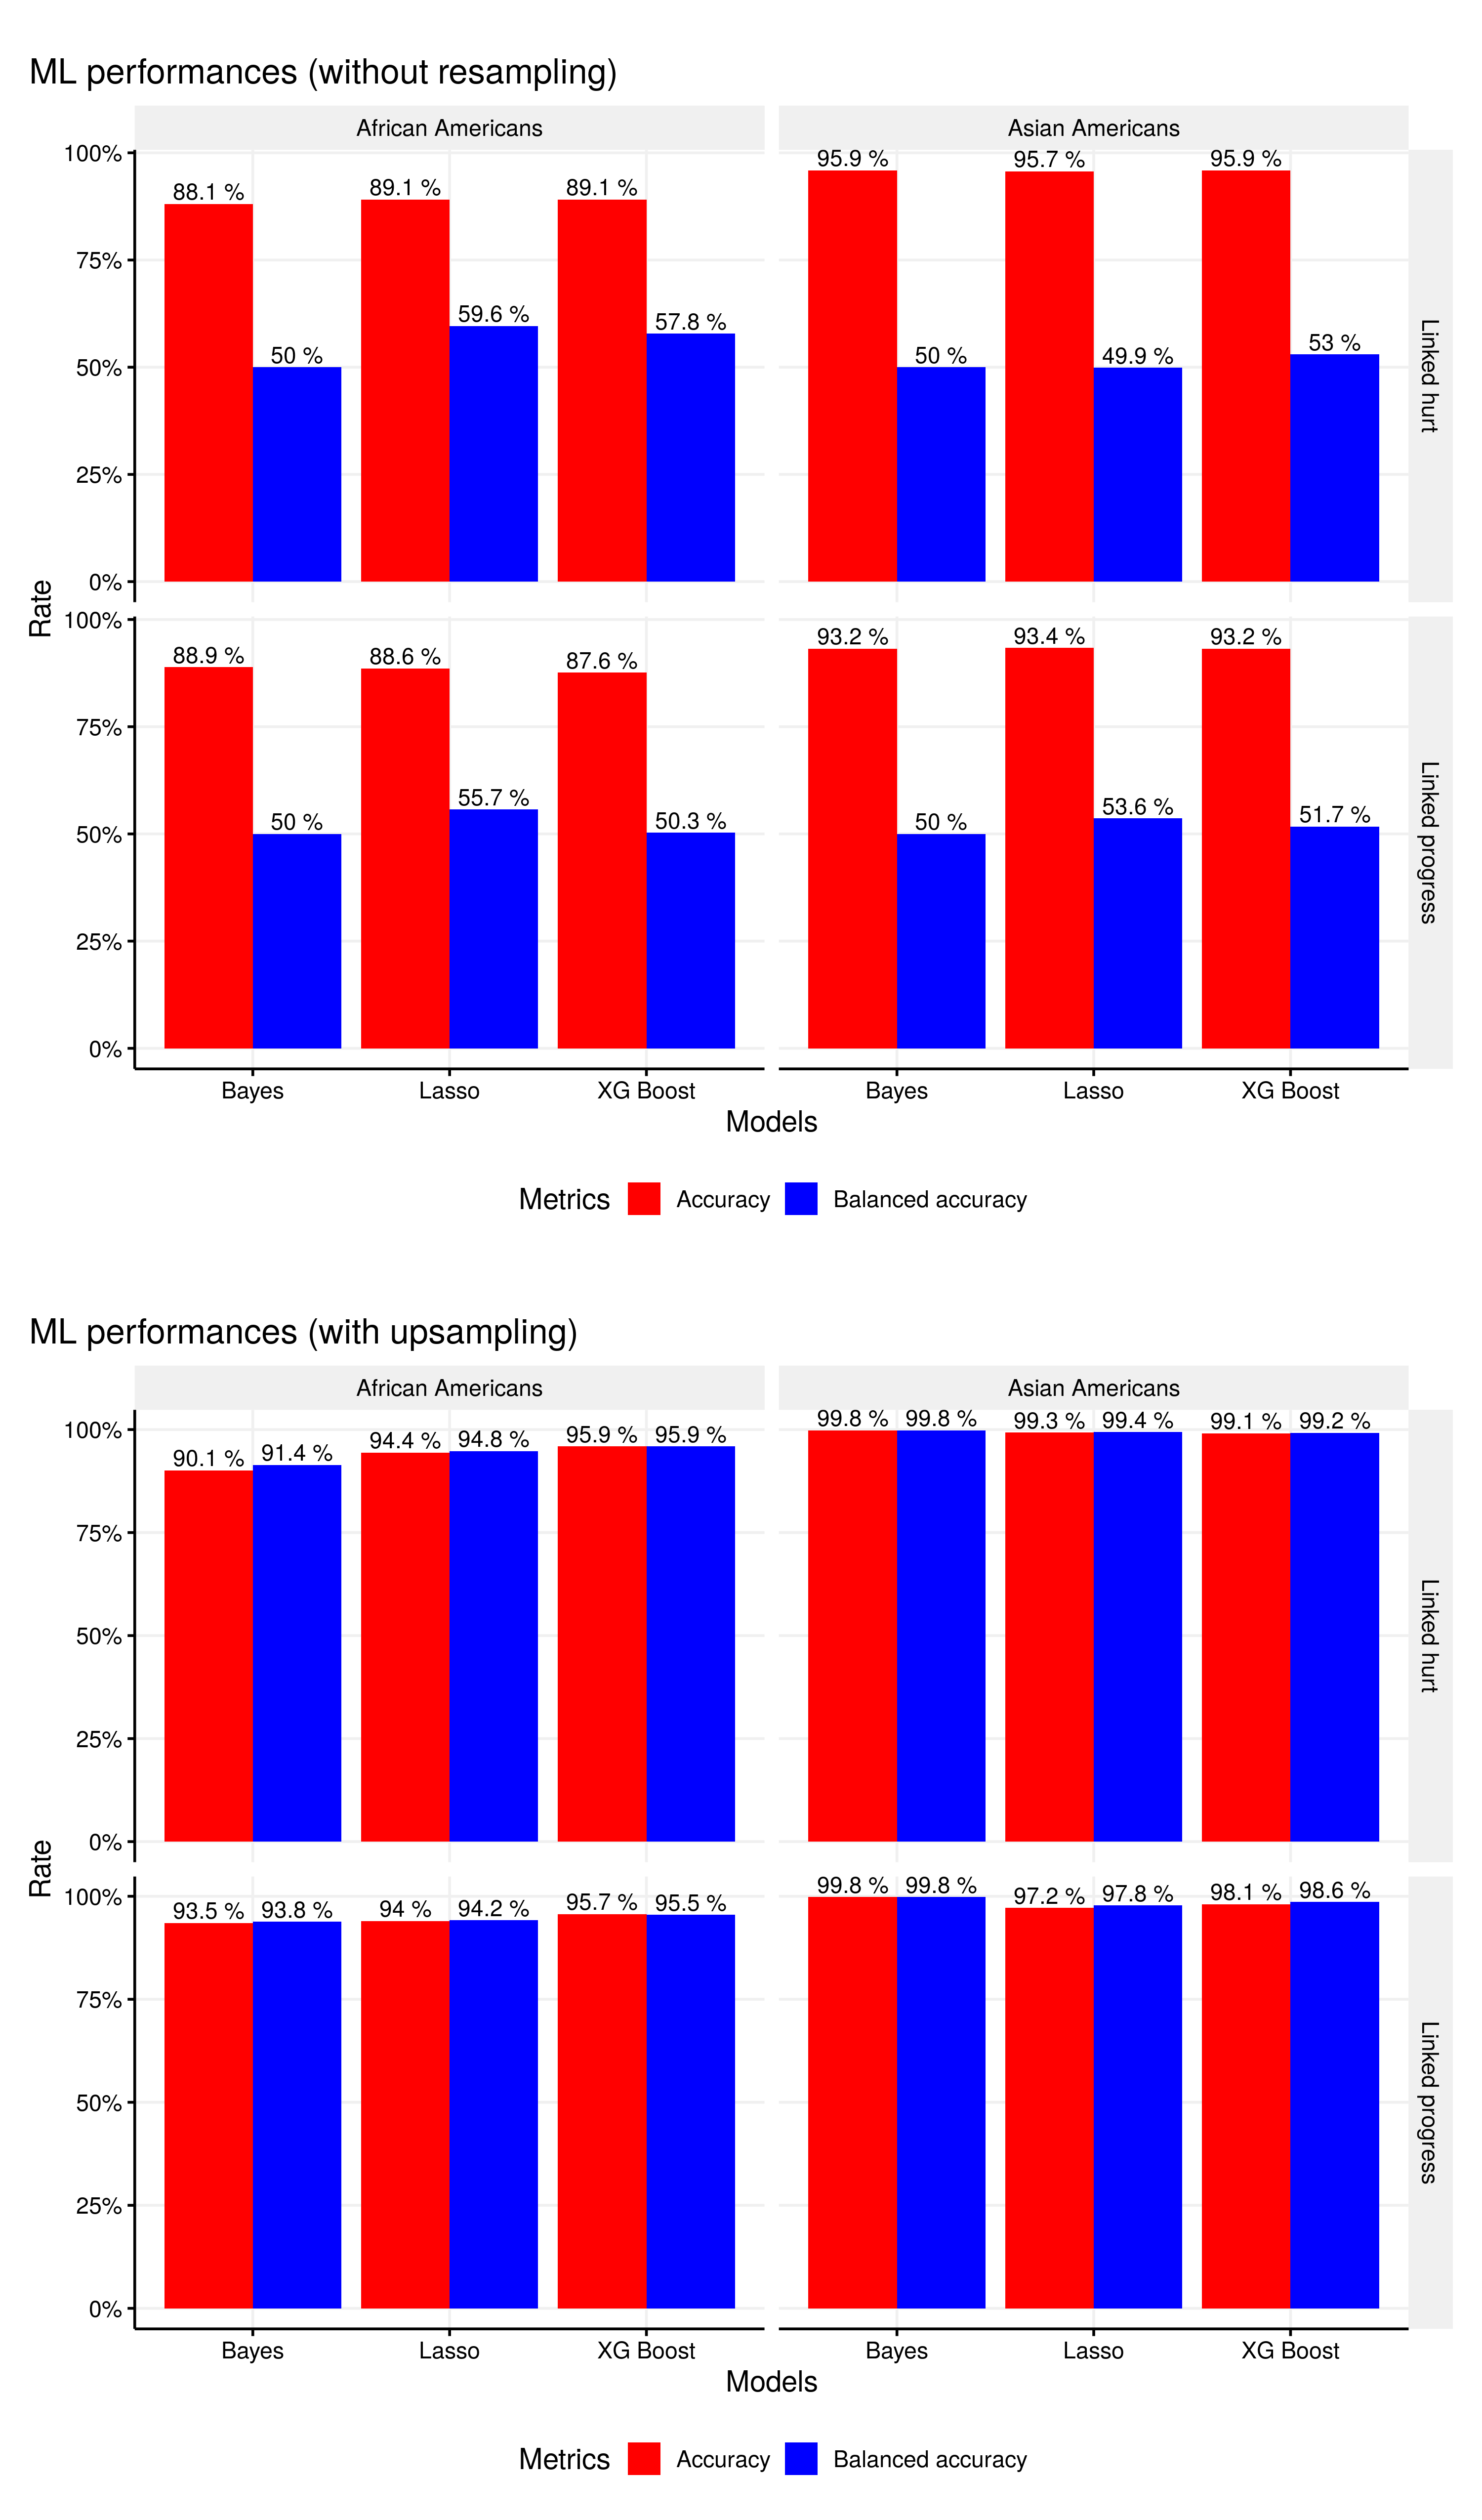 ML performances (without resampling)
African Americans
Asian Americans
100%
75%
50%
25%
0%
88.1 %
50 %
89.1 %
59.6 %
89.1 %
57.8 %
95.9 %
50 %
95.7 %
49.9 %
95.9 %
53 %
Linked hurt
Rate
100%
75%
50%
25%
0%
88.9 %
50 %
88.6 %
55.7 %
87.6 %
50.3 %
93.2 %
50 %
93.4 %
53.6 %
93.2 %
51.7 %
Linked progress
Bayes
Lasso
XG Boost
Bayes
Lasso
XG Boost
Models
Metrics Accuracy Balanced accuracy
ML performances (with upsampling)
African Americans
Asian Americans
100%
75%
50%
25%
0%
90.1 %
91.4 %
94.4 %
94.8 %
95.9 %
95.9 %
99.8 %
99.8 %
99.3 %
99.4 %
99.1 %
99.2 %
Linked hurt
Rate
100%
75%
50%
25%
0%
93.5 %
93.8 %
94 %
94.2 %
95.7 %
95.5 %
99.8 %
99.8 %
97.2 %
97.8 %
98.1 %
98.6 %
Linked progress
Bayes
Lasso
XG Boost
Bayes
Lasso
XG Boost
Models
Metrics Accuracy Balanced accuracy